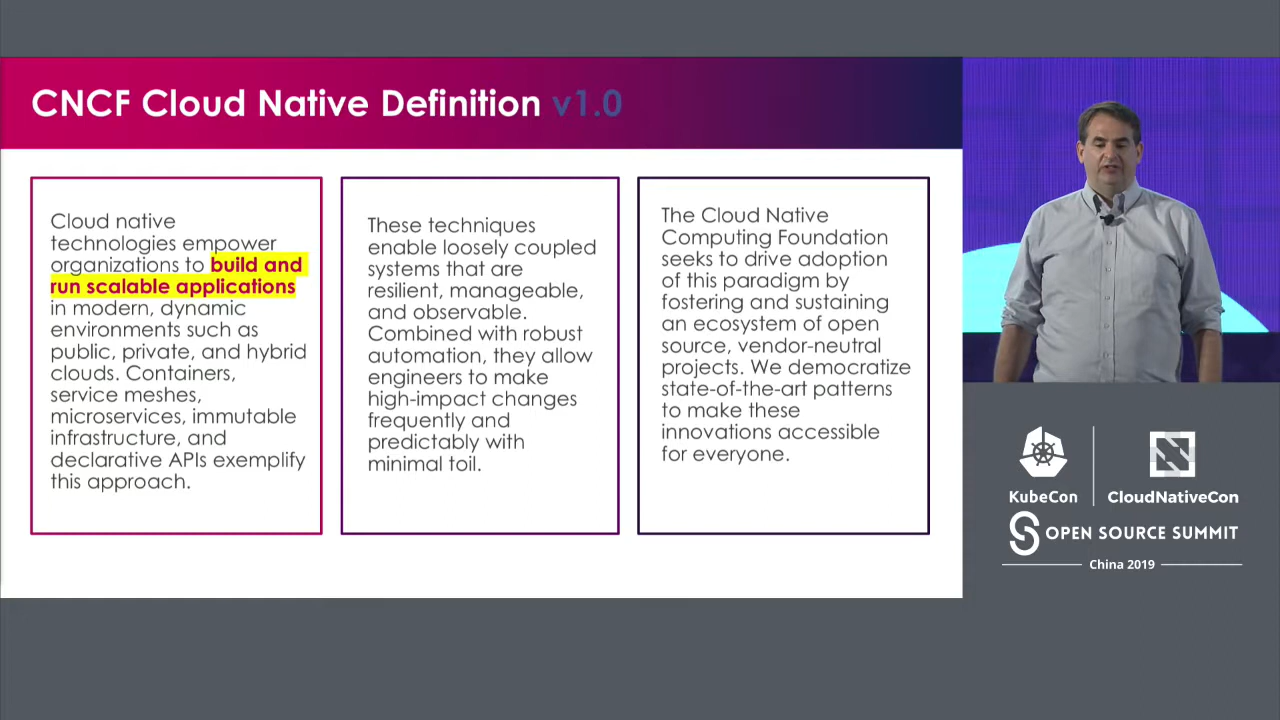 CNCF Cloud Native Definition v1.0
Cloud native
technologies empower
organizations to build and
run scalable applications
in modern, dynamic
environments such as
public, private, and hybrid
clouds. Containers,
service meshes,
microservices, immutable
infrastructure, and
declarative APIs exemplify
this approach.
These techniques
enable loosely coupled
systems that are
resilient, manageable,
and observable.
Combined with robust
automation, they allow
engineers to make
high-impact changes
frequently and
predictably with
minimal toil.
The Cloud Native
Computing Foundation
seeks to drive adoption
of this paradigm by
fostering and sustaining
an ecosystem of open
source, vendor-neutral
projects. We democratize
state-of-the-art patterns
to make these
innovations accessible
for everyone.
KubeCon
CloudNativeCon
OPEN SOURCE SUMMIT
China 2019